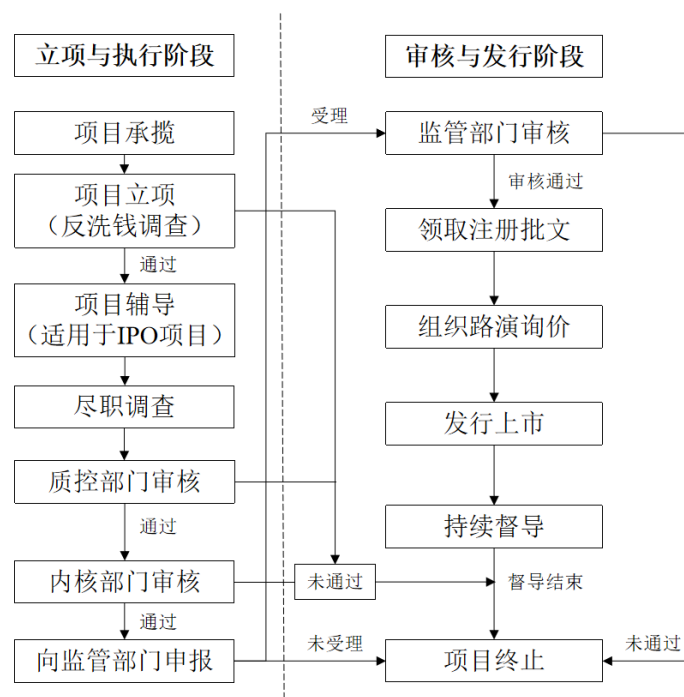 立项与执行阶段
项目承揽
项目立项
（反洗钱调查）
通过
项目辅导
（适用于IPO项目）
尽职调查
质控部门审核
通过
内核部门审核
通过
向监管部门申报
受理
未通过
未受理
审核与发行阶段
监管部门审核
审核通过
领取注册批文
组织路演询价
发行上市
持续督导
督导结束
项目终止
未通过